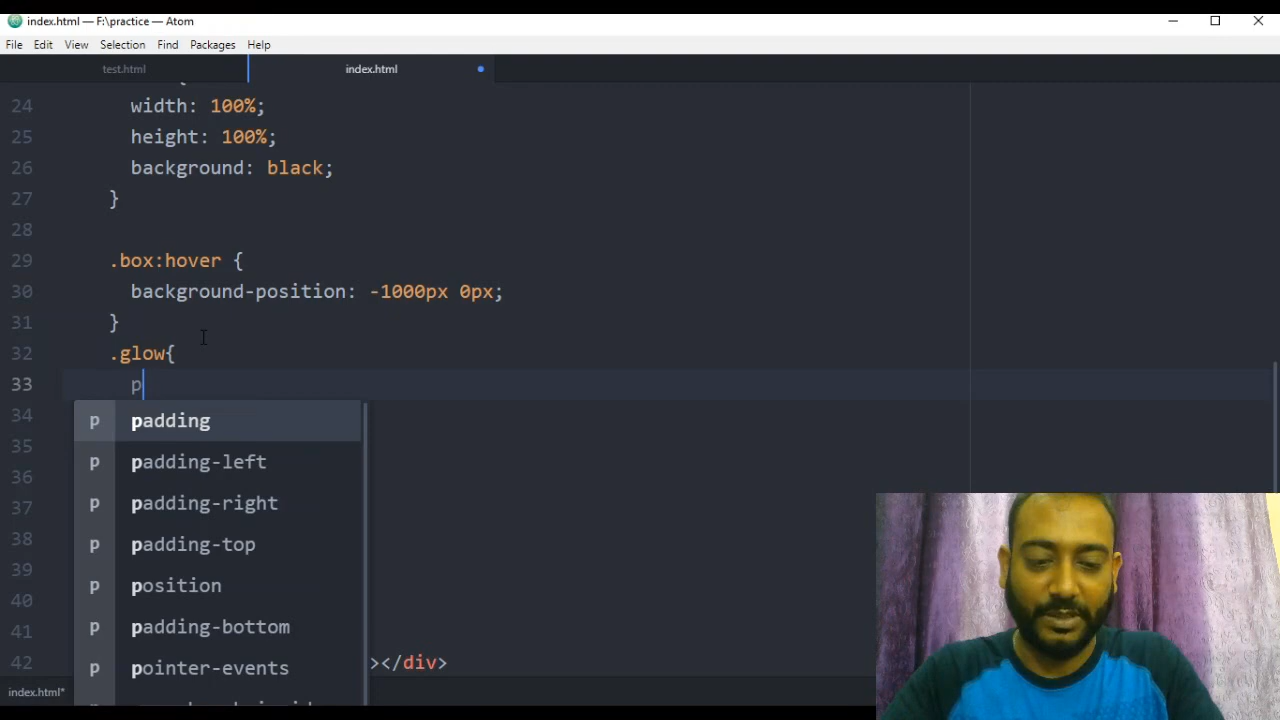 index.html — F:\practice — Atom
File Edit View Selection Find Packages Help
test.html index.html
24 width: 100%;
25 height: 100%;
26 background: black;
27 }
28
29 .box:hover {
30 background-position: -1000px 0px;
31 }
32 .glow{
33 p
34
p padding
35
p padding-left
36
p padding-right
37
38
p padding-top
39
p position
40
41
p padding-bottom
42 ></div>
p pointer-events
index.html*